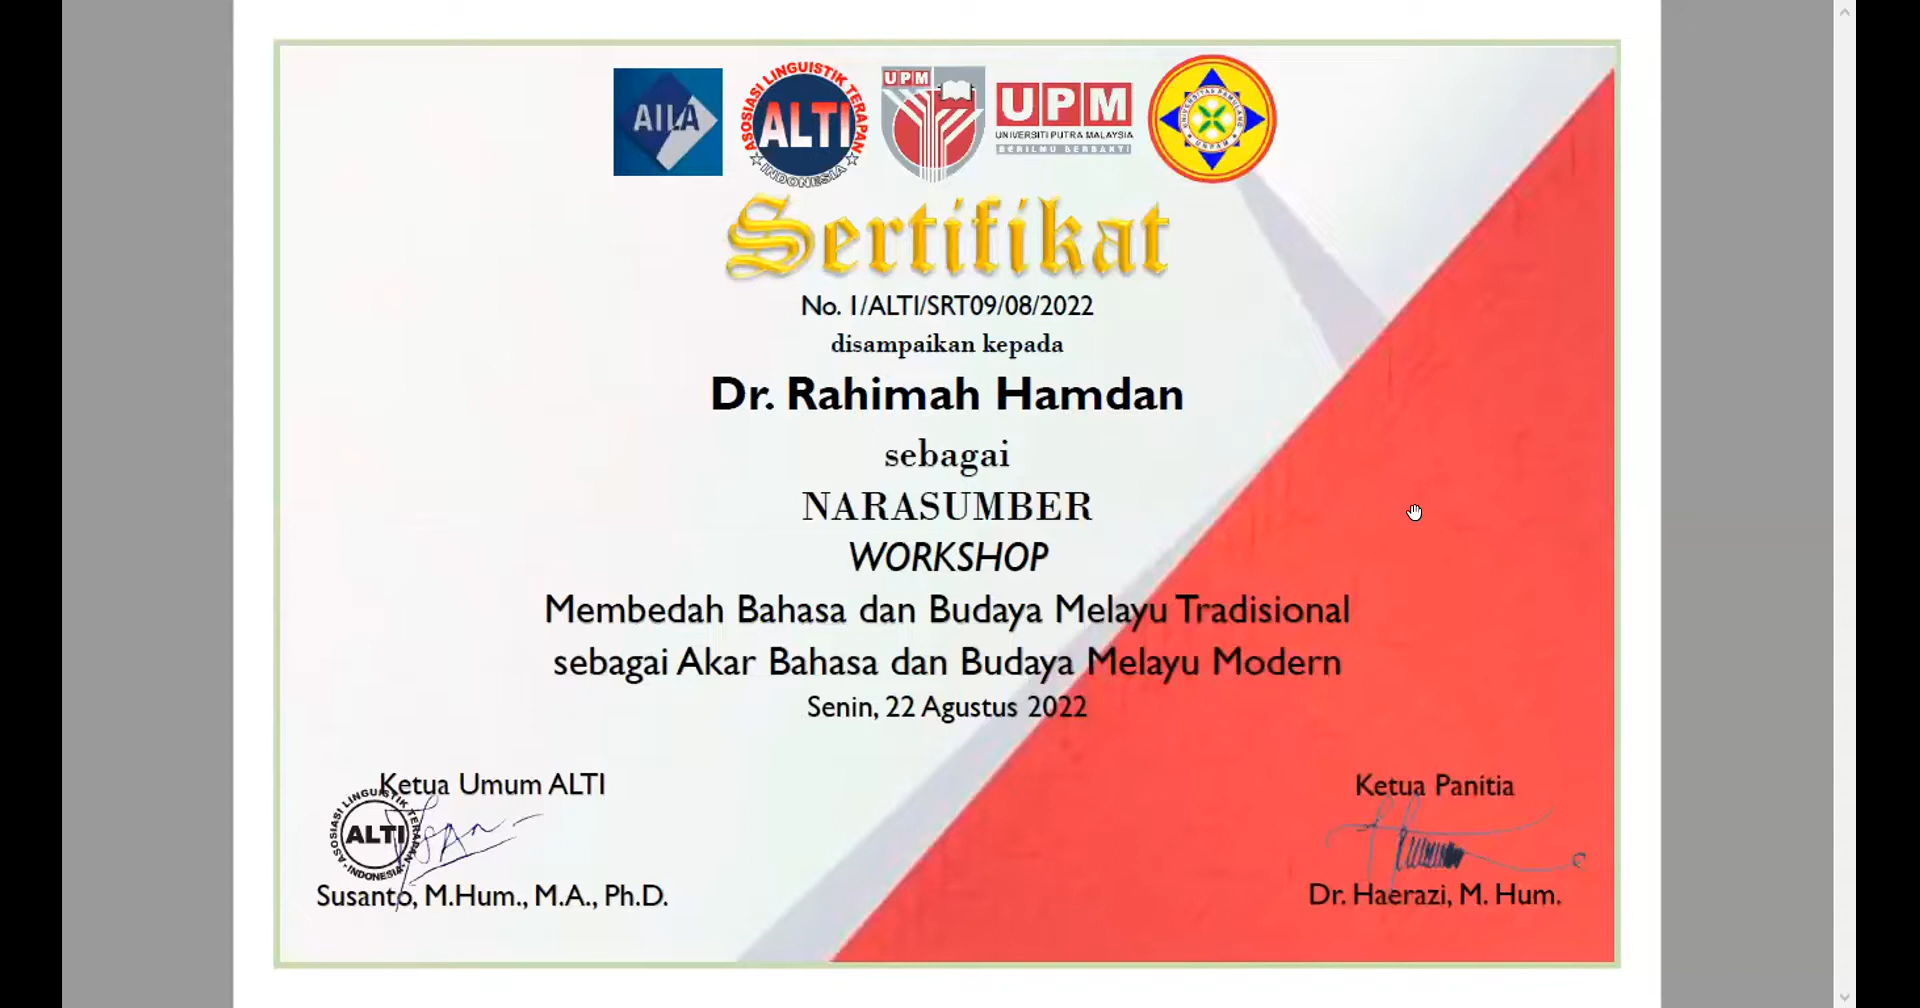 AILA
ASOSIASI LINGUISTIK TERAPAN
ALTI
INDONESIA
UPM
UPM
UNIVERSITI PUTRA MALAYSIA
BERILMU BERBAKTI
UNIVERSITAS PAMULANG
UNPAM
Sertifikat
No. 1/ALTI/SRT09/08/2022
disampaikan kepada
Dr. Rahimah Hamdan
sebagai
NARASUMBER
WORKSHOP
Membedah Bahasa dan Budaya Melayu Tradisional
sebagai Akar Bahasa dan Budaya Melayu Modern
Senin, 22 Agustus 2022
Ketua Umum ALTI
ASOSIASI LINGUISTIK TERAPAN
ALTI
INDONESIA
Susanto, M.Hum., M.A., Ph.D.
Ketua Panitia
Dr. Haerazi, M. Hum.